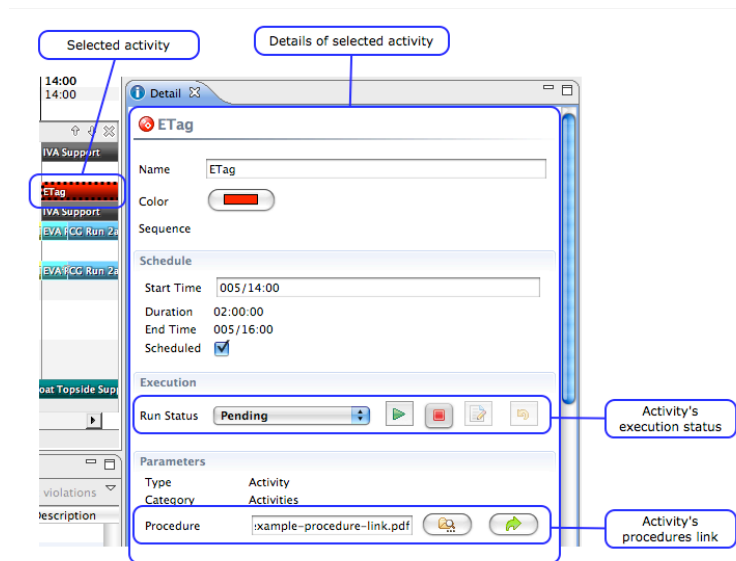 Selected activity
Details of selected activity
14:00
14:00
Detail
ETag
IVA Support
Name ETag
ETag
Color
IVA Support
Sequence
EVA CG Run 2a
Schedule
EVA CG Run 2a
Start Time 005/14:00
Duration 02:00:00
End Time 005/16:00
Scheduled
Execution
oat Topside Sup
Run Status Pending
Activity's
execution status
Parameters
Type Activity
violations
Category Activities
Description
Procedure :xample-procedure-link.pdf
Activity's
procedures link